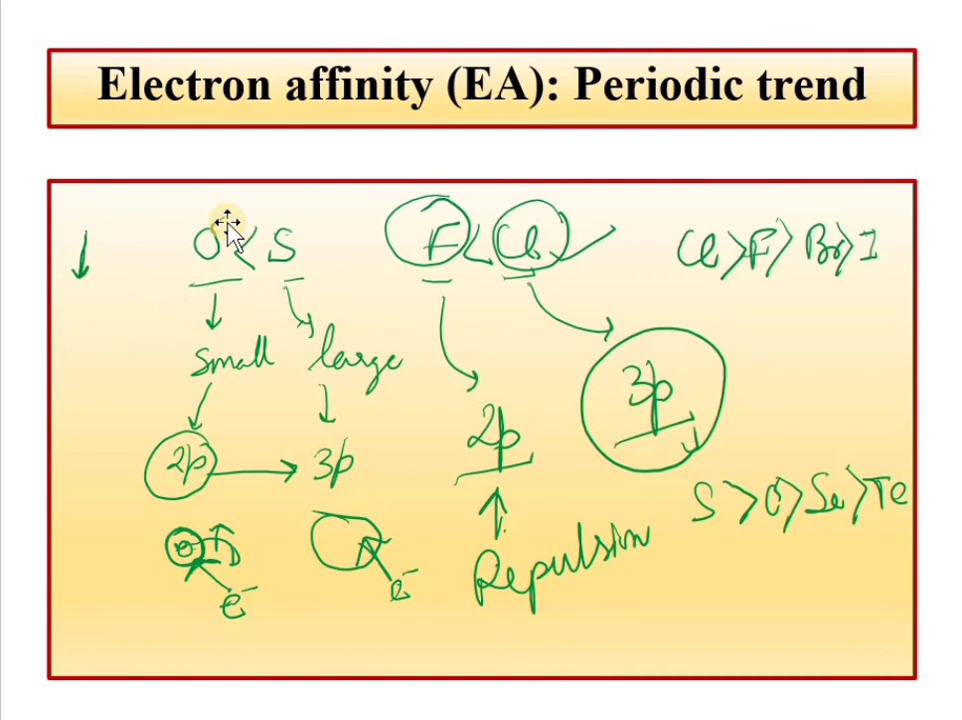 Electron affinity (EA): Periodic trend
O < S F < Cl Cl > F > Br > I
small large
2p 3p 2p 3p
S > O > Se > Te
e⁻ e⁻ Repulsion